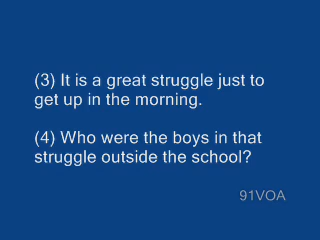 (3) It is a great struggle just to
get up in the morning.
(4) Who were the boys in that
struggle outside the school?
91VOA